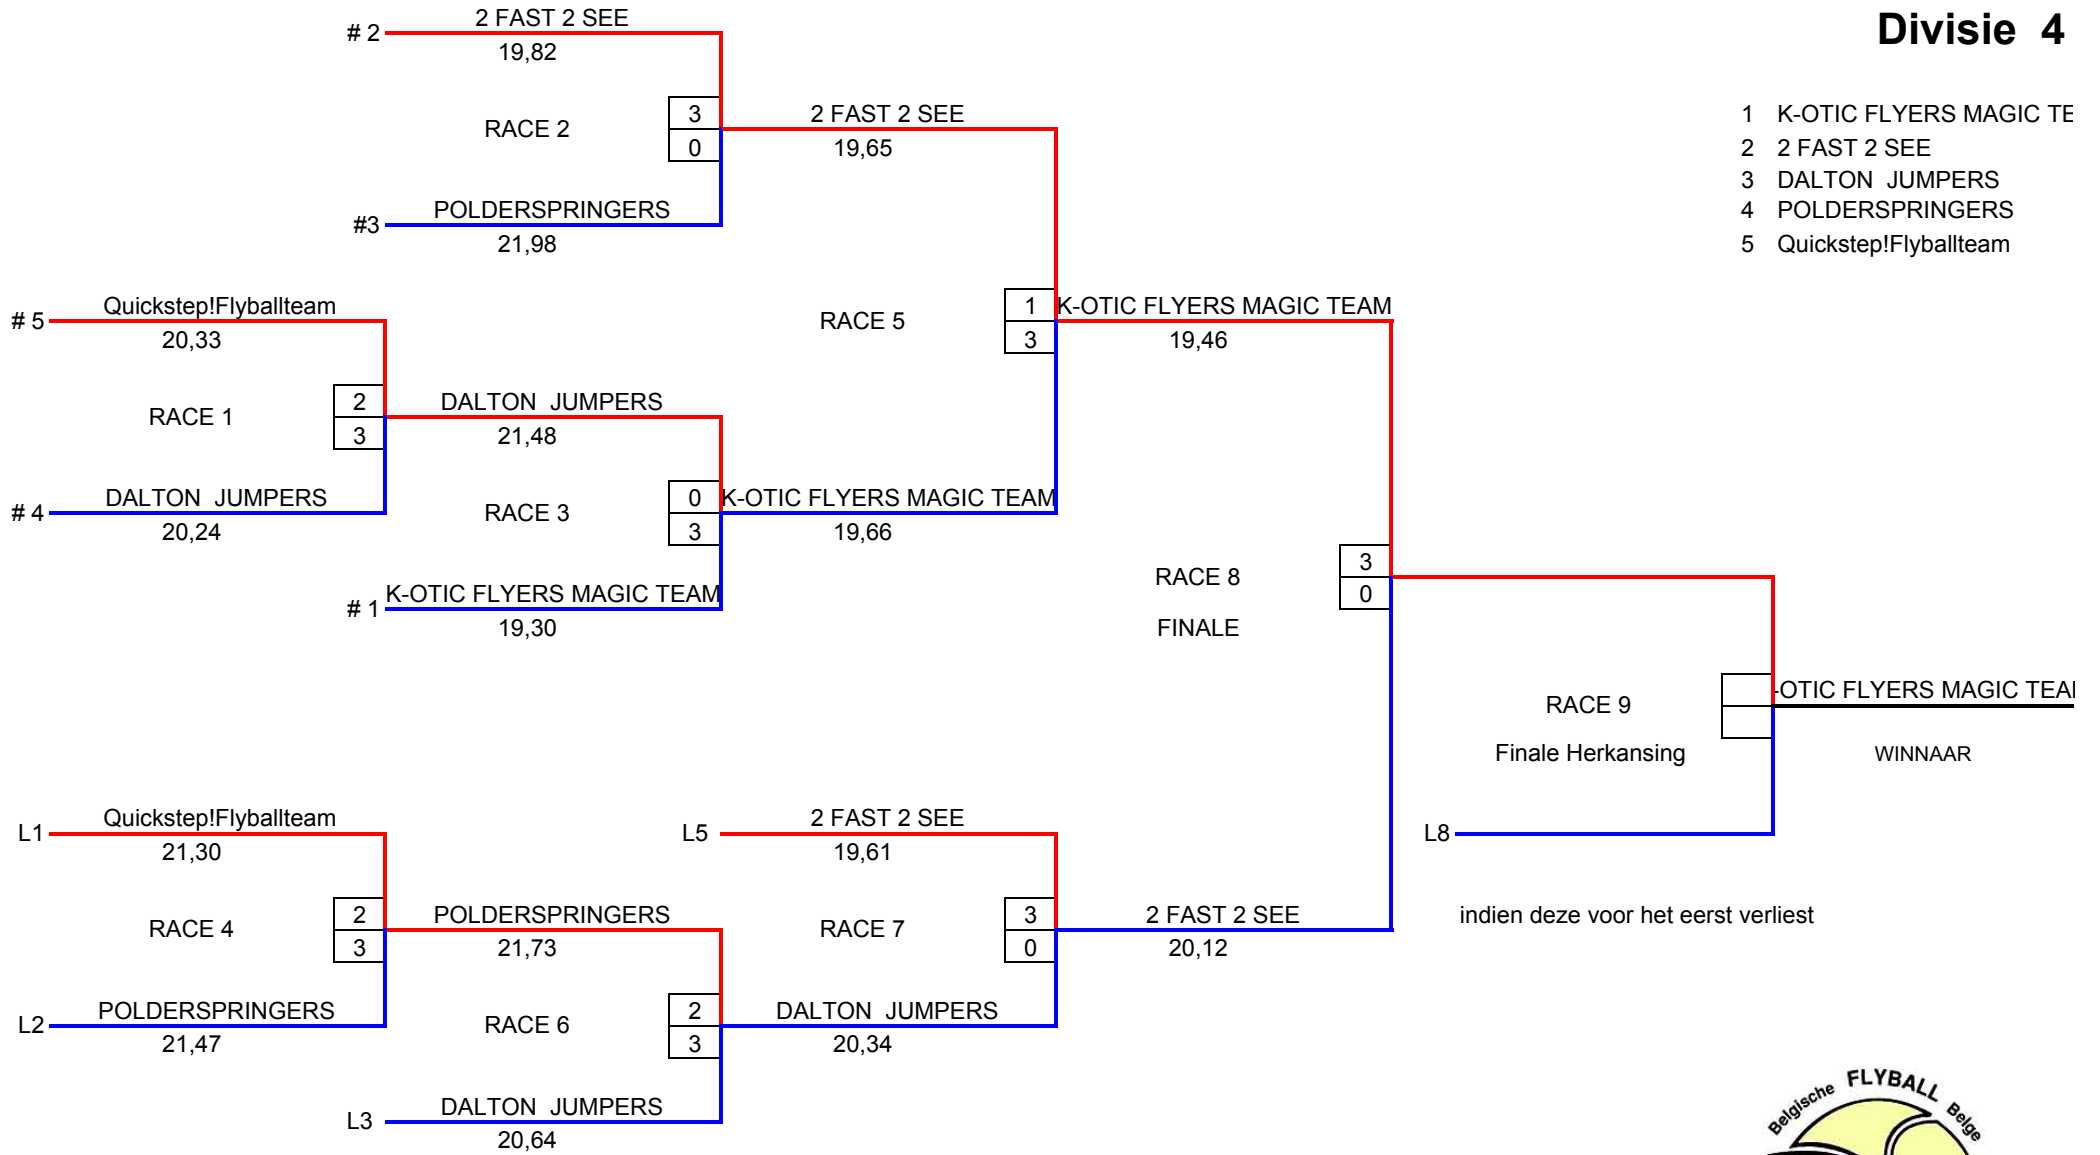 Divisie 4
1 K-OTIC FLYERS MAGIC TE
2 2 FAST 2 SEE
3 DALTON JUMPERS
4 POLDERSPRINGERS
5 Quickstep!Flyballteam
# 2 2 FAST 2 SEE
19,82
RACE 2
3
0
#3 POLDERSPRINGERS
21,98
2 FAST 2 SEE
19,65
# 5 Quickstep!Flyballteam
20,33
RACE 1
2
3
# 4 DALTON JUMPERS
20,24
DALTON JUMPERS
21,48
RACE 3
0
3
# 1 K-OTIC FLYERS MAGIC TEAM
19,30
K-OTIC FLYERS MAGIC TEAM
19,66
RACE 5
1
3
K-OTIC FLYERS MAGIC TEAM
19,46
RACE 8
3
0
FINALE
RACE 9
Finale Herkansing
-OTIC FLYERS MAGIC TEA
WINNAAR
L8
indien deze voor het eerst verliest
L1 Quickstep!Flyballteam
21,30
RACE 4
2
3
L2 POLDERSPRINGERS
21,47
POLDERSPRINGERS
21,73
RACE 6
2
3
L3 DALTON JUMPERS
20,64
L5 2 FAST 2 SEE
19,61
RACE 7
3
0
DALTON JUMPERS
20,34
2 FAST 2 SEE
20,12
Belgische FLYBALL Belge